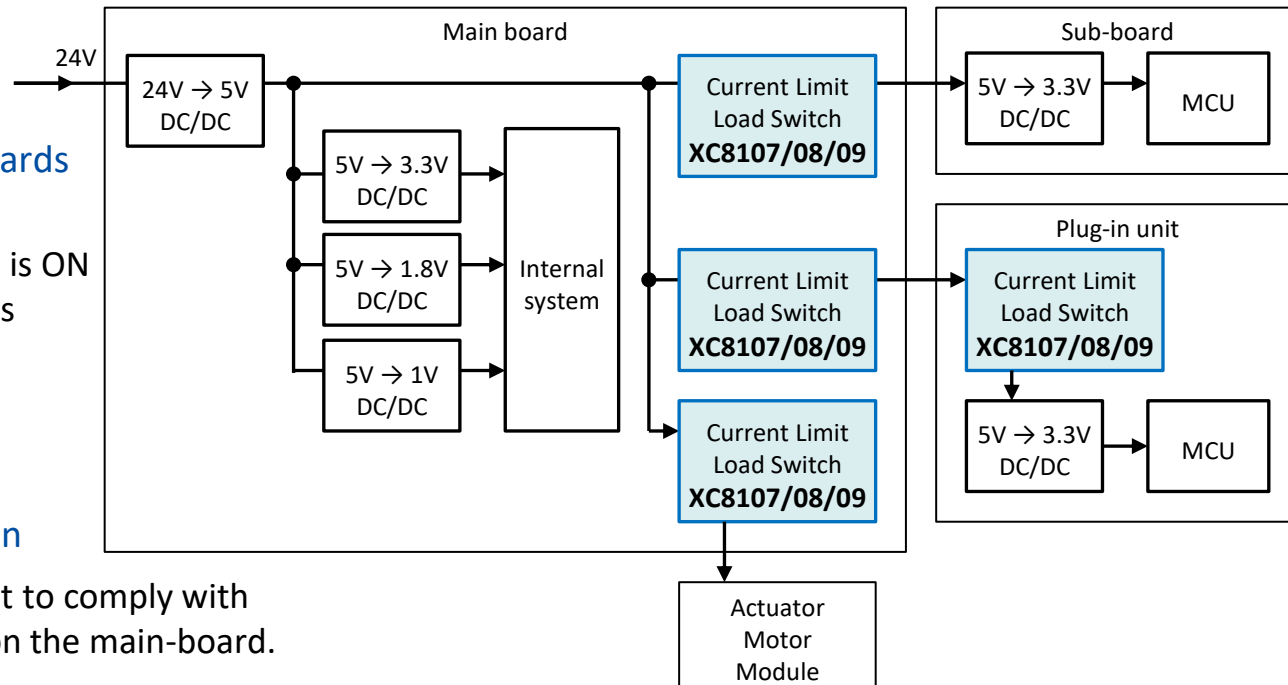 Main board
24V
24V → 5V
DC/DC
5V → 3.3V
DC/DC
5V → 1.8V
DC/DC
5V → 1V
DC/DC
Internal
system
Current Limit
Load Switch
XC8107/08/09
Current Limit
Load Switch
XC8107/08/09
Current Limit
Load Switch
XC8107/08/09
Sub-board
5V → 3.3V
DC/DC
MCU
Plug-in unit
Current Limit
Load Switch
XC8107/08/09
5V → 3.3V
DC/DC
MCU
Actuator
Motor
Module
ards
is ON
s
n
t to comply with
on the main-board.